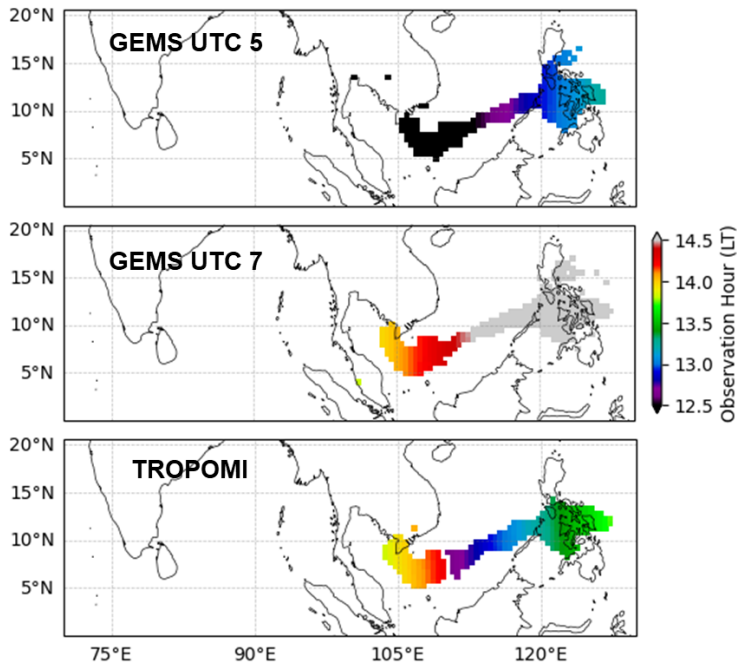 20°N
GEMS UTC 5
15°N
10°N
5°N
20°N
GEMS UTC 7
15°N
10°N
5°N
14.5
14.0
13.5
13.0
12.5
Observation Hour (LT)
20°N
TROPOMI
15°N
10°N
5°N
75°E 90°E 105°E 120°E